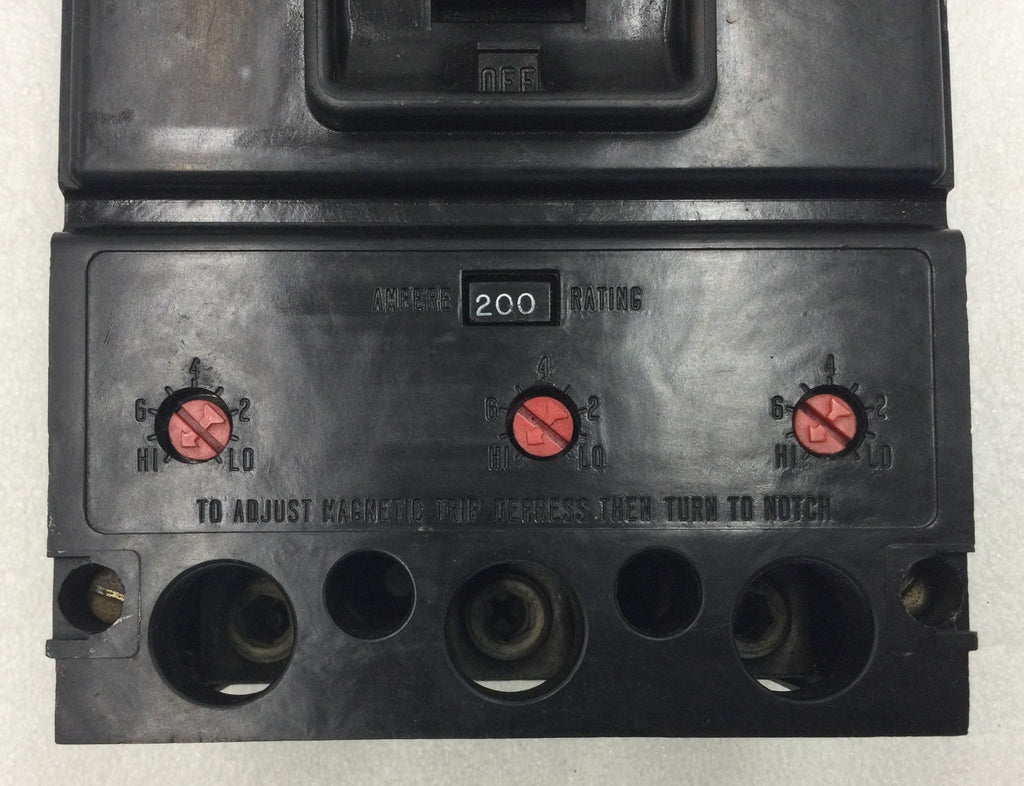 OFF
AMPERE 200 RATING
4 4 4
6 2 6 2 6 2
HI LO HI LO HI LO
TO ADJUST MAGNETIC TRIP DEPRESS THEN TURN TO NOTCH